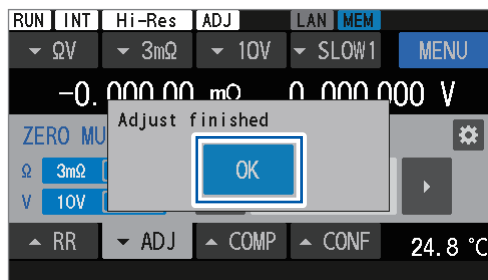 RUN INT Hi-Res ADJ LAN MEM
ΩV 3mΩ 10V SLOW1 MENU
-0.000.00 mΩ 0.000.000 V
Adjust finished
ZERO MU
Ω 3mΩ
OK
V 10V
RR ADJ COMP CONF 24.8 °C